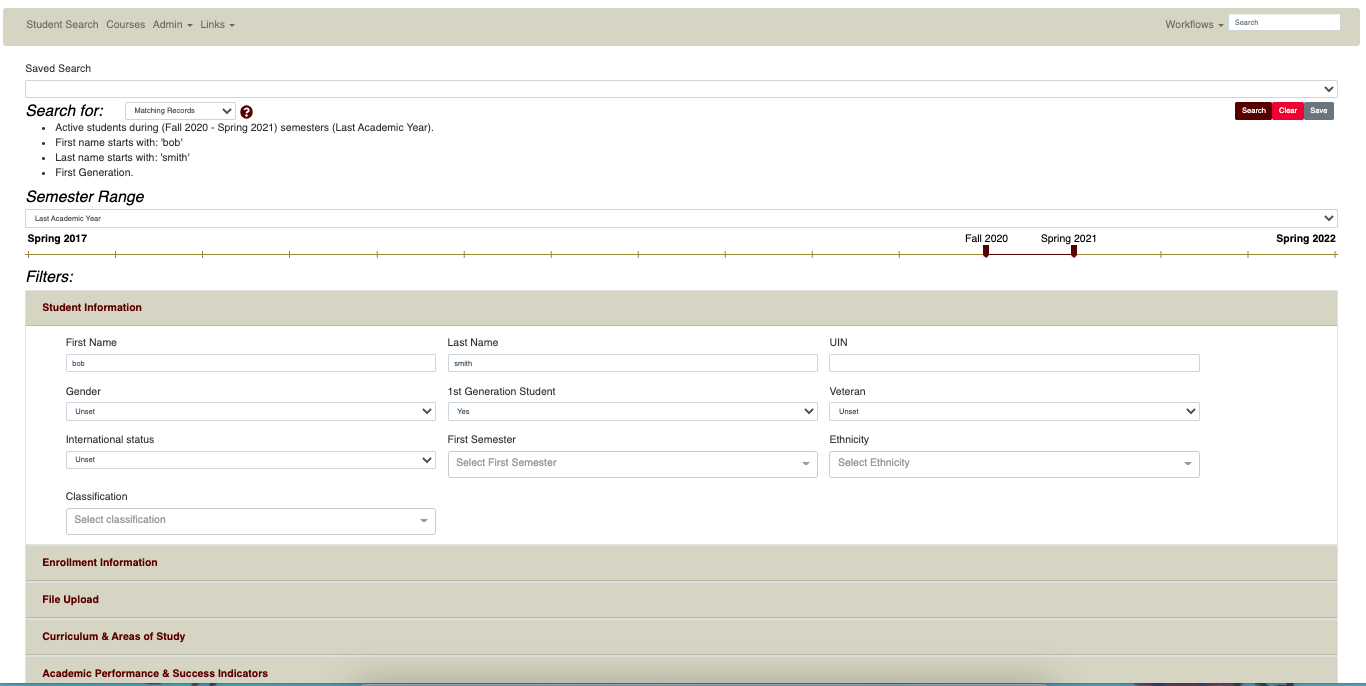 Student Search Courses Admin Links Workflows Search
Saved Search
Search for: Matching Records ? Search Clear Save
Active students during (Fall 2020 - Spring 2021) semesters (Last Academic Year).
First name starts with: 'bob'
Last name starts with: 'smith'
First Generation.
Semester Range
Last Academic Year
Spring 2017 Fall 2020 Spring 2021 Spring 2022
Filters:
Student Information
First Name Last Name UIN
bob smith
Gender 1st Generation Student Veteran
Unset Yes Unset
International status First Semester Ethnicity
Unset Select First Semester Select Ethnicity
Classification
Select classification
Enrollment Information
File Upload
Curriculum & Areas of Study
Academic Performance & Success Indicators